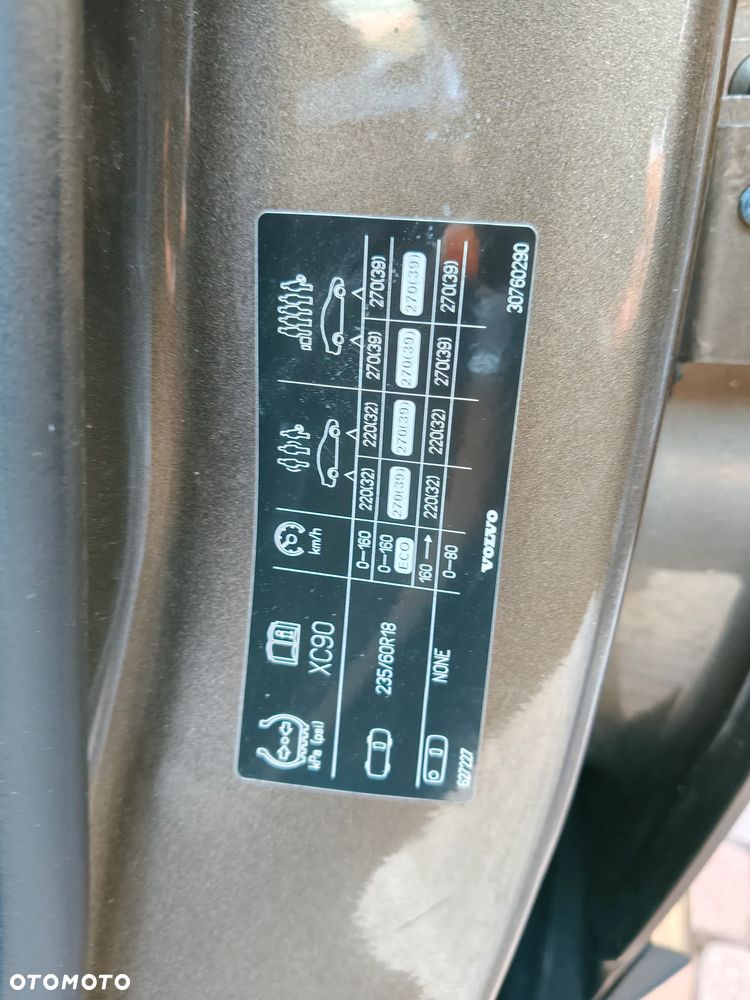 kPa (psi)
XC90
km/h
235/60R18
0–160 220(32) 220(32) 270(39) 270(39)
0–160
ECO 270(39) 270(39) 270(39) 270(39)
160 → 220(32) 220(32) 270(39) 270(39)
NONE 0–80
627227 VOLVO 30760290
OTOMOTO